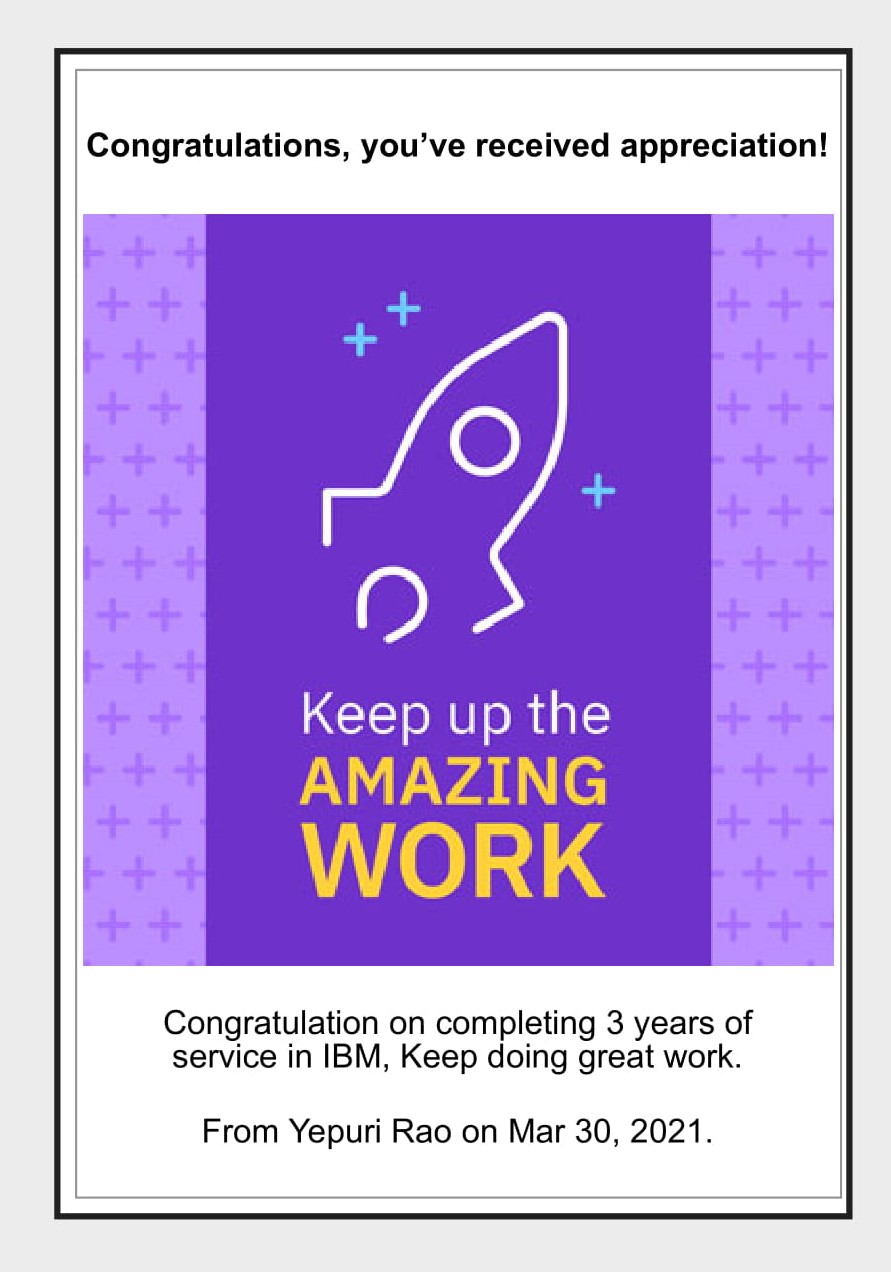 Congratulations, you’ve received appreciation!
Keep up the
AMAZING
WORK
Congratulation on completing 3 years of
service in IBM, Keep doing great work.
From Yepuri Rao on Mar 30, 2021.